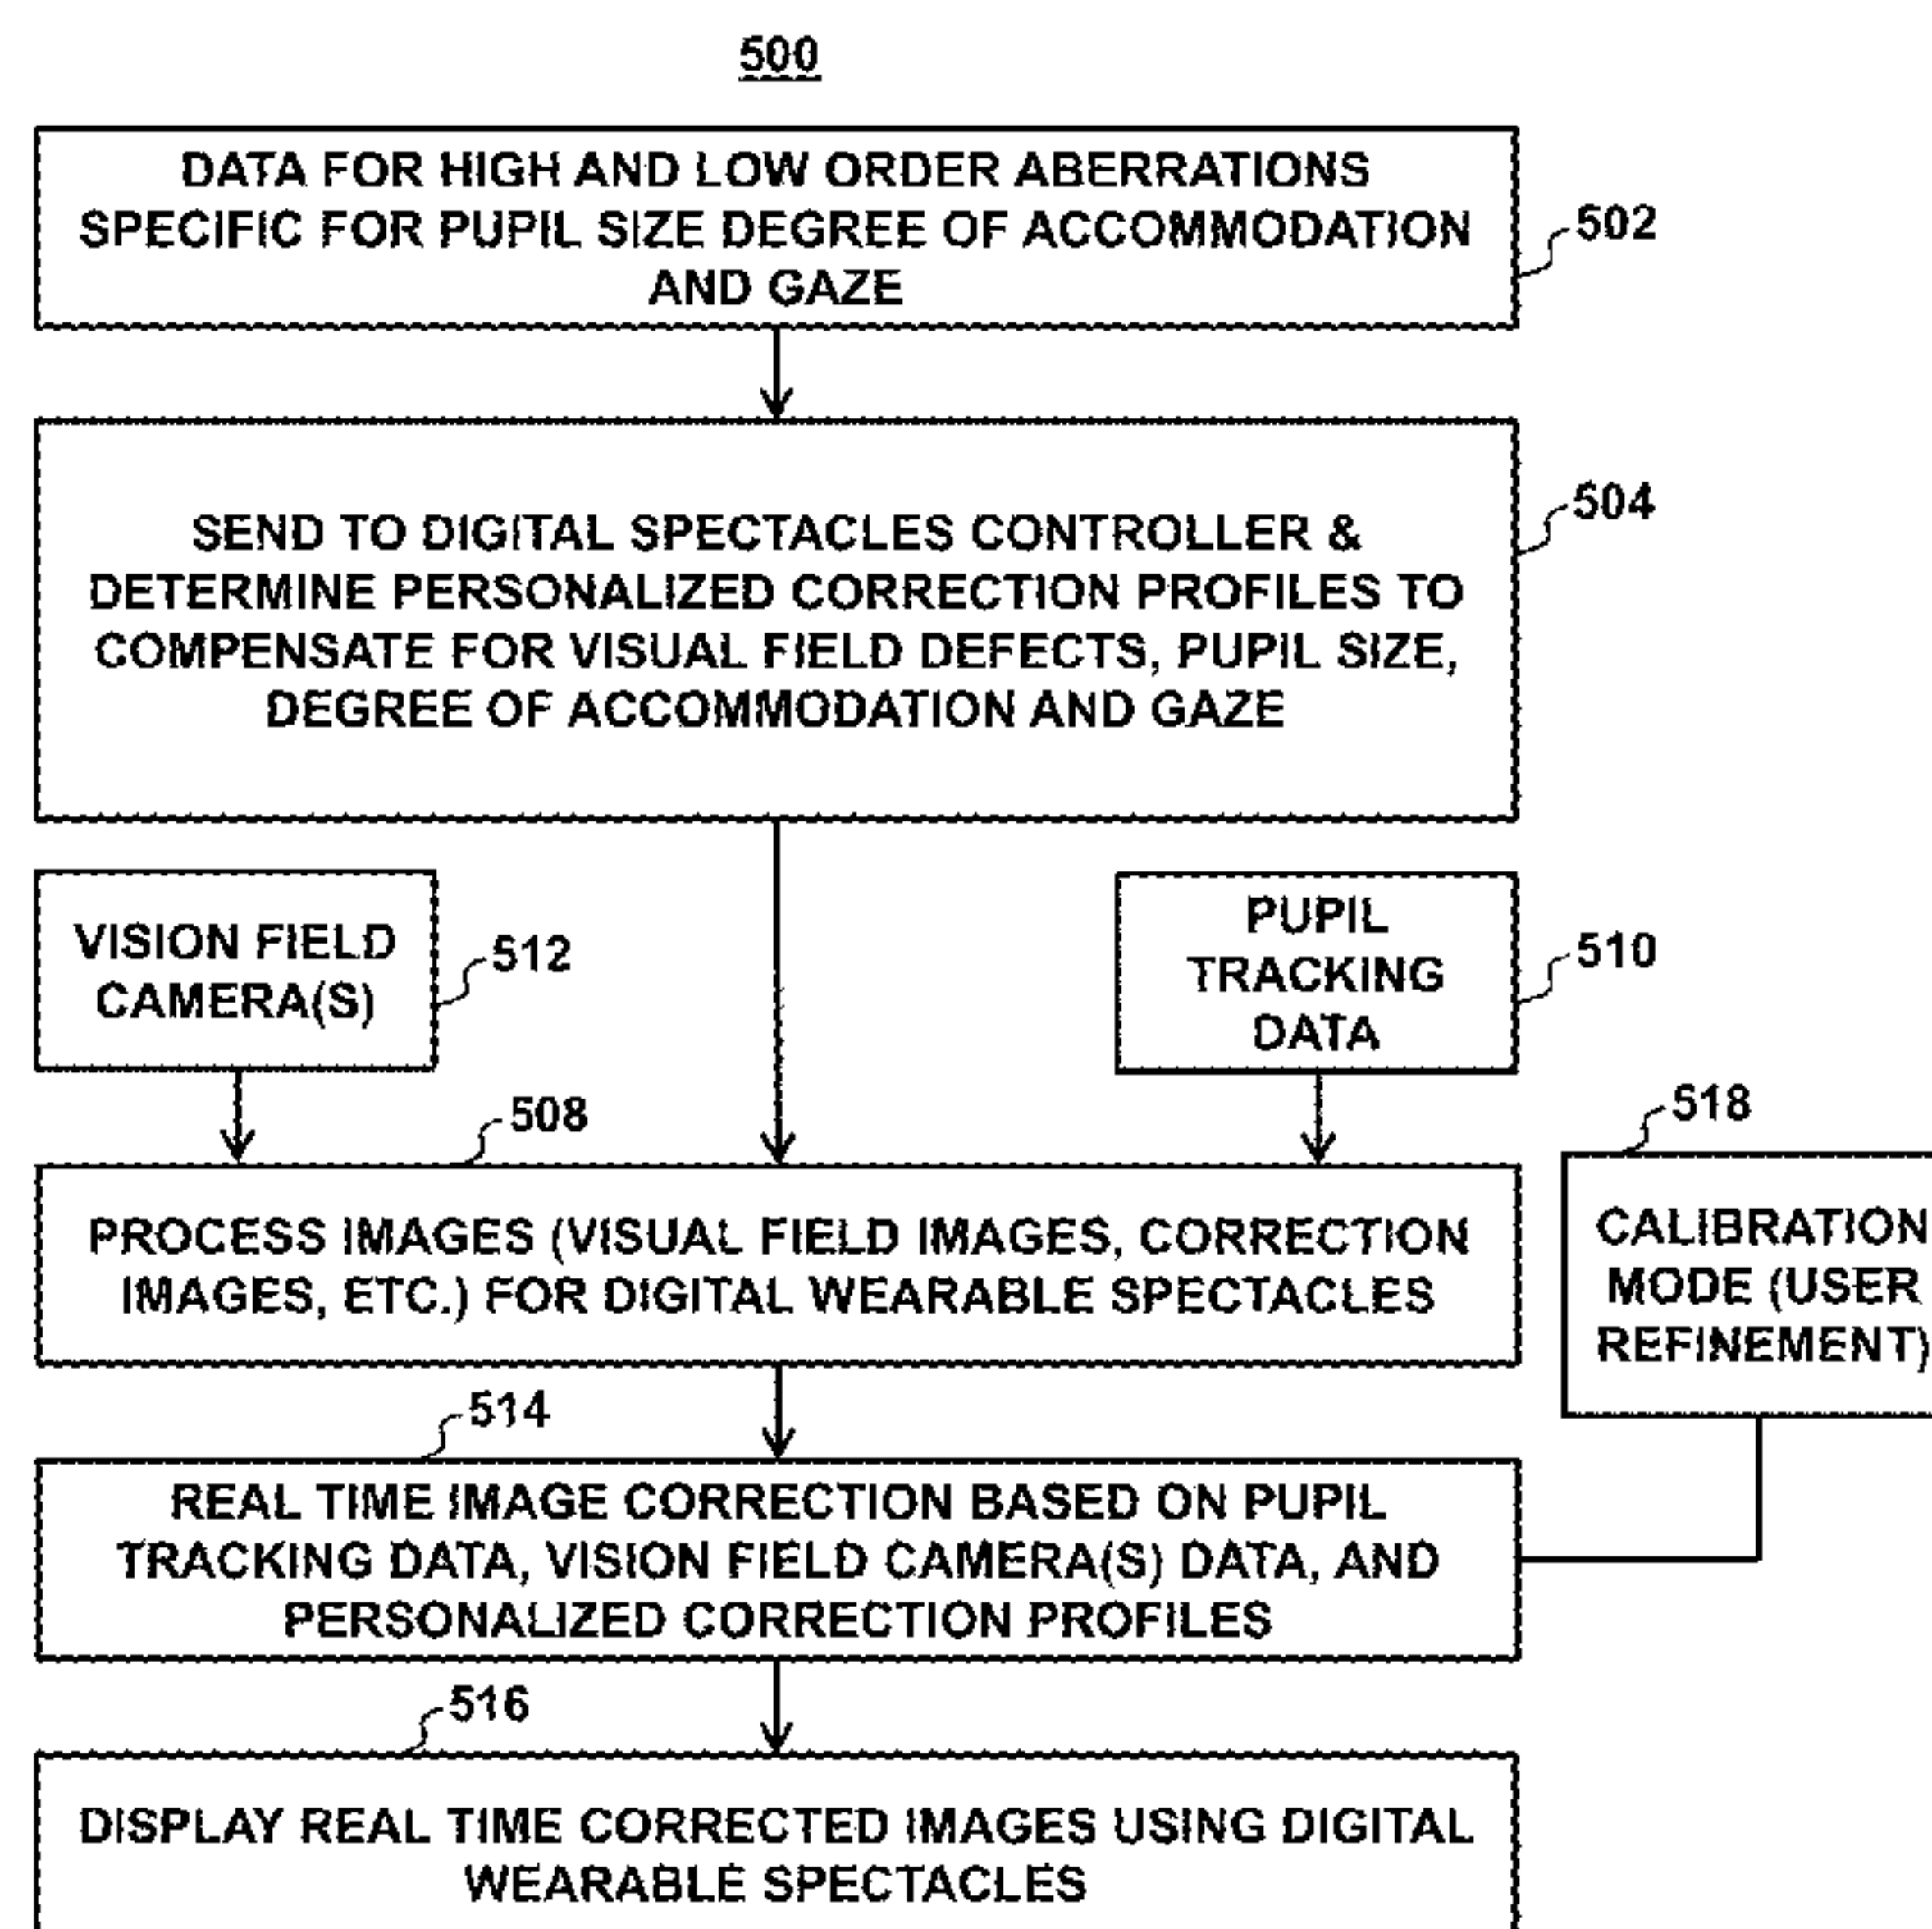 500
DATA FOR HIGH AND LOW ORDER ABERRATIONS
SPECIFIC FOR PUPIL SIZE DEGREE OF ACCOMMODATION
AND GAZE
502
SEND TO DIGITAL SPECTACLES CONTROLLER &
DETERMINE PERSONALIZED CORRECTION PROFILES TO
COMPENSATE FOR VISUAL FIELD DEFECTS, PUPIL SIZE,
DEGREE OF ACCOMMODATION AND GAZE
504
VISION FIELD
CAMERA(S)
512
PUPIL
TRACKING
DATA
510
508
PROCESS IMAGES (VISUAL FIELD IMAGES, CORRECTION
IMAGES, ETC.) FOR DIGITAL WEARABLE SPECTACLES
518
CALIBRATION
MODE (USER
REFINEMENT)
514
REAL TIME IMAGE CORRECTION BASED ON PUPIL
TRACKING DATA, VISION FIELD CAMERA(S) DATA, AND
PERSONALIZED CORRECTION PROFILES
516
DISPLAY REAL TIME CORRECTED IMAGES USING DIGITAL
WEARABLE SPECTACLES